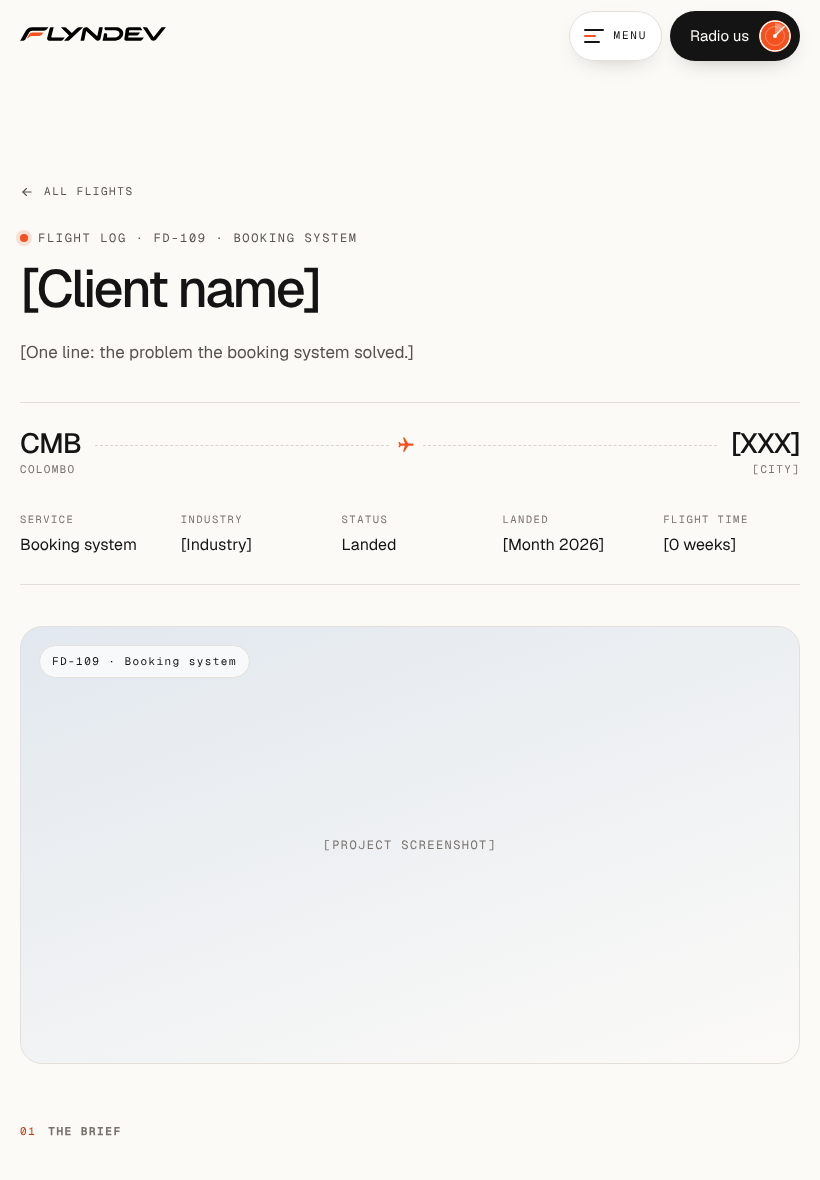 FLYNDEV
MENU
Radio us
← ALL FLIGHTS
FLIGHT LOG · FD-109 · BOOKING SYSTEM
[Client name]
[One line: the problem the booking system solved.]
CMB
[XXX]
COLOMBO
[CITY]
SERVICE
Booking system
INDUSTRY
[Industry]
STATUS
Landed
LANDED
[Month 2026]
FLIGHT TIME
[0 weeks]
FD-109 · Booking system
[PROJECT SCREENSHOT]
01 THE BRIEF